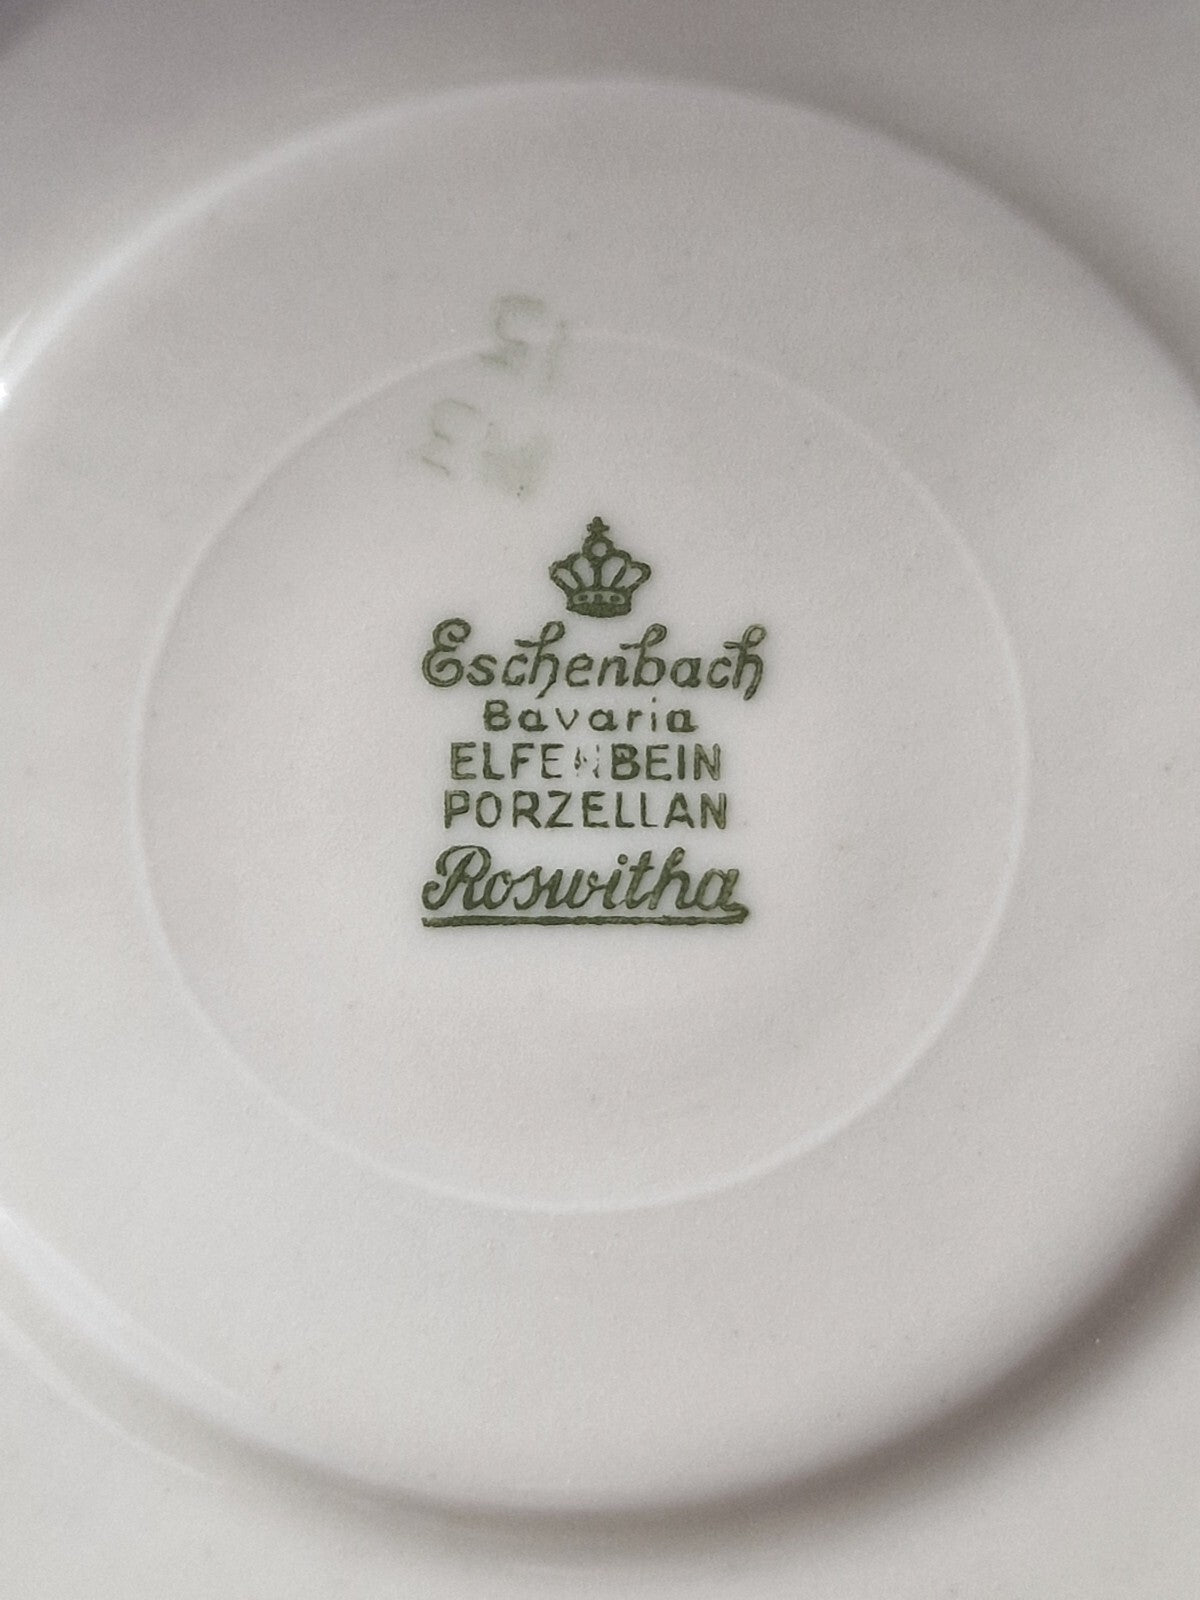 Eschenbach
Bavaria
ELFENBEIN
PORZELLAN
Roswitha